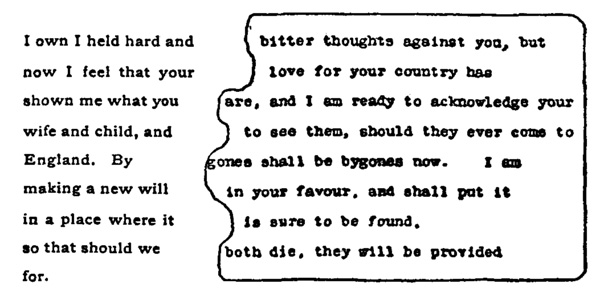 I own I held hard and bitter thoughts against you, but
now I feel that your love for your country has
shown me what you are, and I am ready to acknowledge your
wife and child, and to see them, should they ever come to
England. By gones shall be bygones now. I am
making a new will in your favour, and shall put it
in a place where it is sure to be found,
so that should we both die, they will be provided
for.